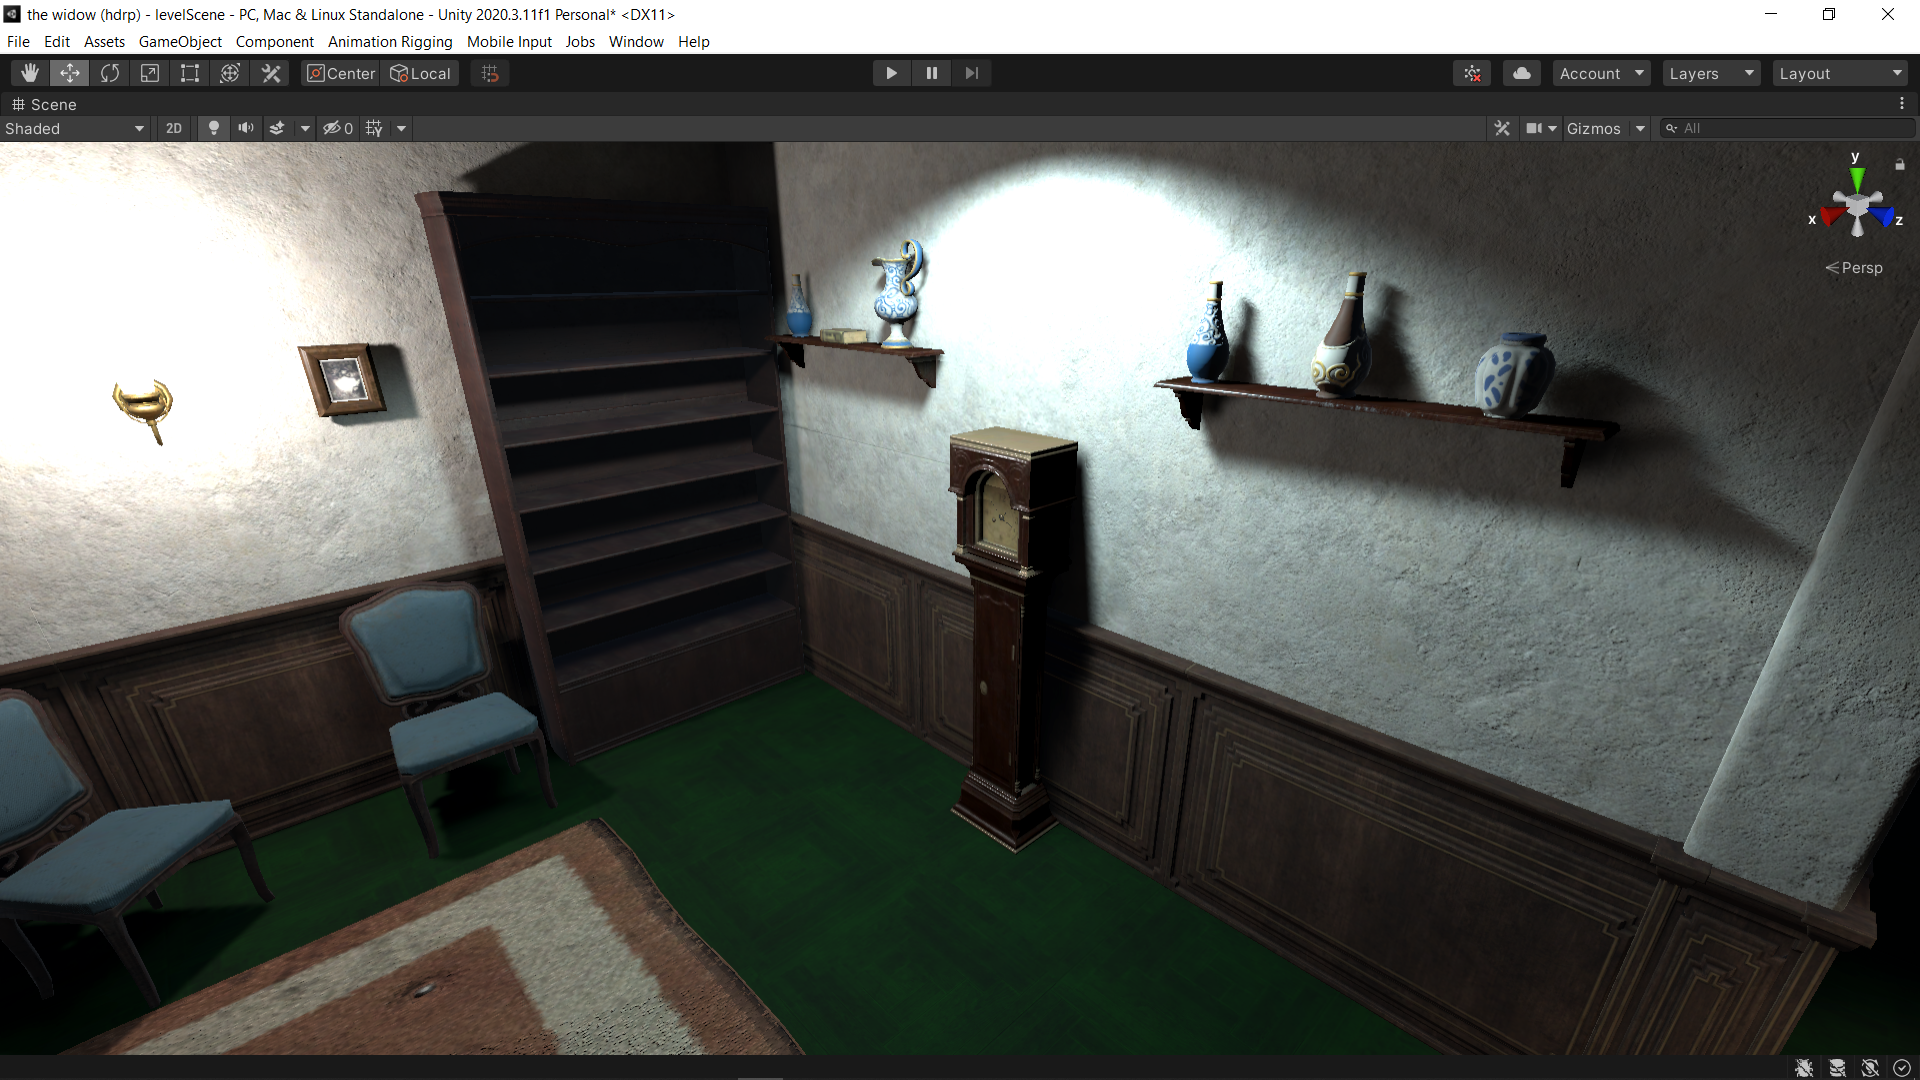 the widow (hdrp) - levelScene - PC, Mac & Linux Standalone - Unity 2020.3.11f1 Personal* <DX11>
File Edit Assets GameObject Component Animation Rigging Mobile Input Jobs Window Help
Center Local Account Layers Layout
Scene
Shaded 2D 0 Gizmos All
y
x z
Persp